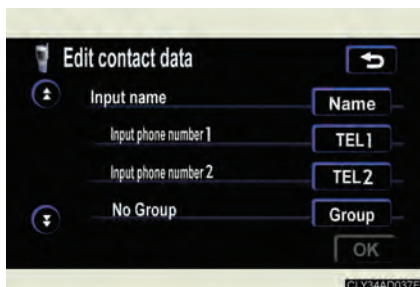 Edit contact data
Input name Name
Input phone number 1 TEL1
Input phone number 2 TEL2
No Group Group
OK
CLY34AD037E